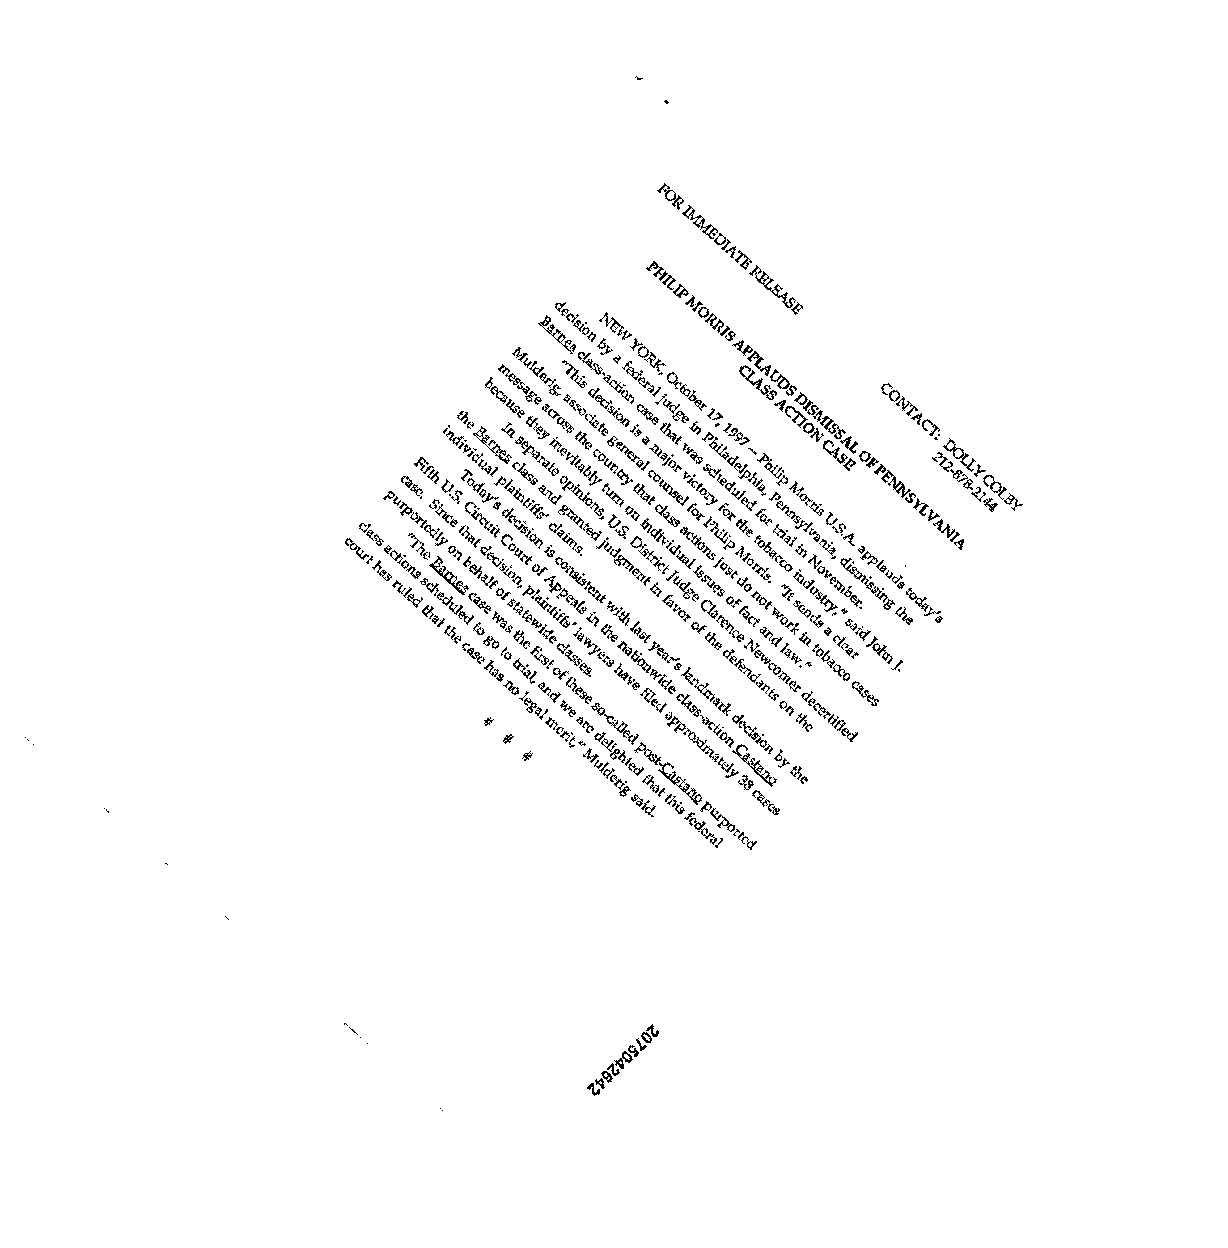 FOR IMMEDIATE RELEASE
CONTACT: DOLLY COLBY
212-878-2144
PHILIP MORRIS APPLAUDS DISMISSAL OF PENNSYLVANIA
CLASS ACTION CASE
NEW YORK, October 17, 1997 -- Philip Morris U.S.A. applauds today's
decision by a federal judge in Philadelphia, Pennsylvania, dismissing the
Barnes class-action case that was scheduled for trial in November.
"This decision is a major victory for the tobacco industry," said John J.
Mulderig, associate general counsel for Philip Morris. "It sends a clear
message across the country that class actions just do not work in tobacco cases
because they inevitably turn on individual issues of fact and law."
In separate opinions, U.S. District Judge Clarence Newcomer decertified
the Barnes class and granted judgment in favor of the defendants on the
individual plaintiffs' claims.
Today's decision is consistent with last year's landmark decision by the
Fifth U.S. Circuit Court of Appeals in the nationwide class-action Castano
case. Since that decision, plaintiffs' lawyers have filed approximately 38 cases
purportedly on behalf of statewide classes.
"The Barnes case was the first of these so-called post-Castano purported
class actions scheduled to go to trial, and we are delighted that this federal
court has ruled that the case has no legal merit," Mulderig said.
# # #
2075042642